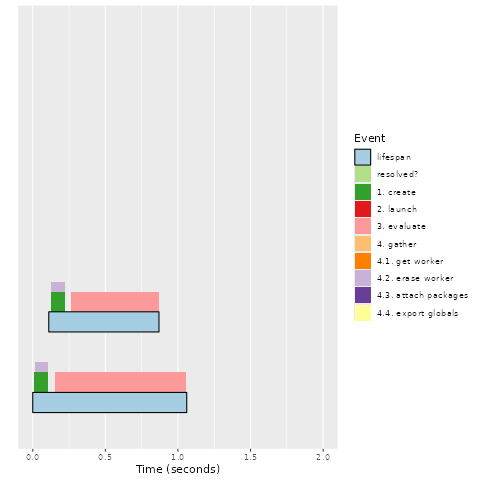 Event
lifespan
resolved?
1. create
2. launch
3. evaluate
4. gather
4.1. get worker
4.2. erase worker
4.3. attach packages
4.4. export globals
0.0 0.5 1.0 1.5 2.0
Time (seconds)